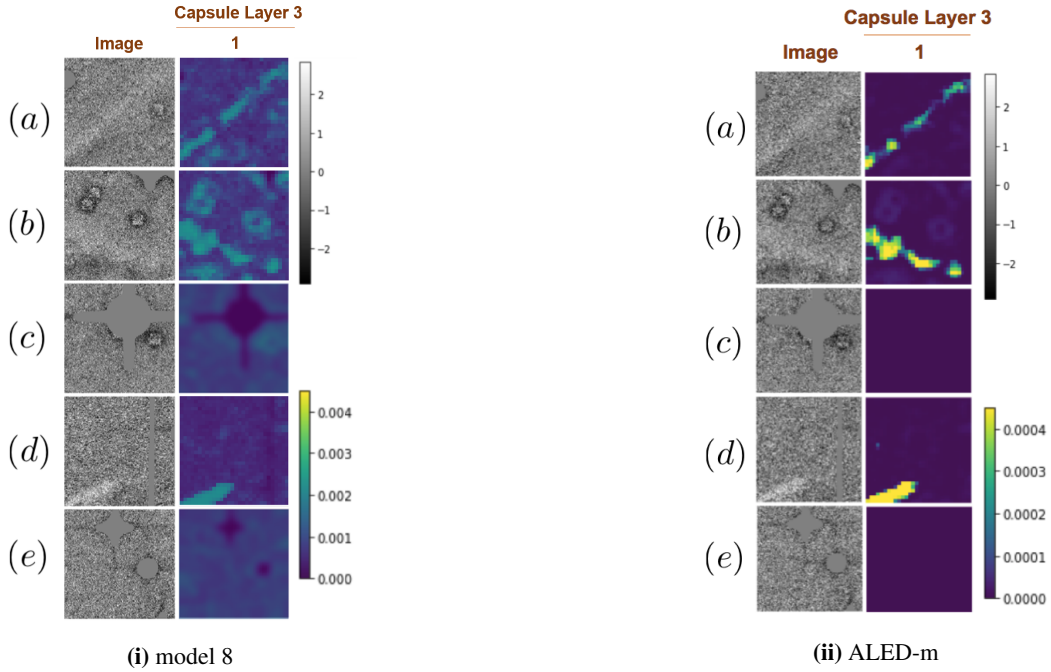 Capsule Layer 3
Image 1
(a)
2
1
0
−1
−2
(b)
(c)
(d)
0.004
0.003
0.002
0.001
0.000
(e)
(i) model 8
Capsule Layer 3
Image 1
(a)
2
1
0
−1
−2
(b)
(c)
(d)
0.0004
0.0003
0.0002
0.0001
0.0000
(e)
(ii) ALED-m